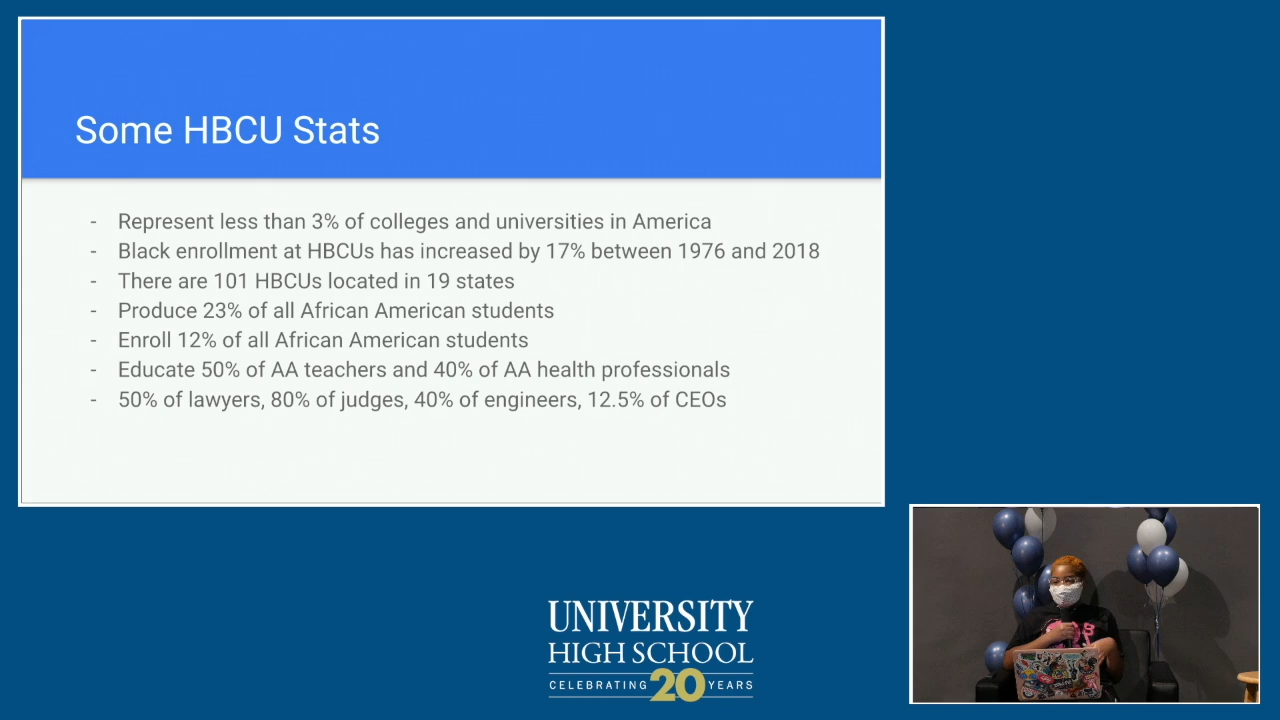 Some HBCU Stats
- Represent less than 3% of colleges and universities in America
- Black enrollment at HBCUs has increased by 17% between 1976 and 2018
- There are 101 HBCUs located in 19 states
- Produce 23% of all African American students
- Enroll 12% of all African American students
- Educate 50% of AA teachers and 40% of AA health professionals
- 50% of lawyers, 80% of judges, 40% of engineers, 12.5% of CEOs
UNIVERSITY
HIGH SCHOOL
CELEBRATING 20 YEARS